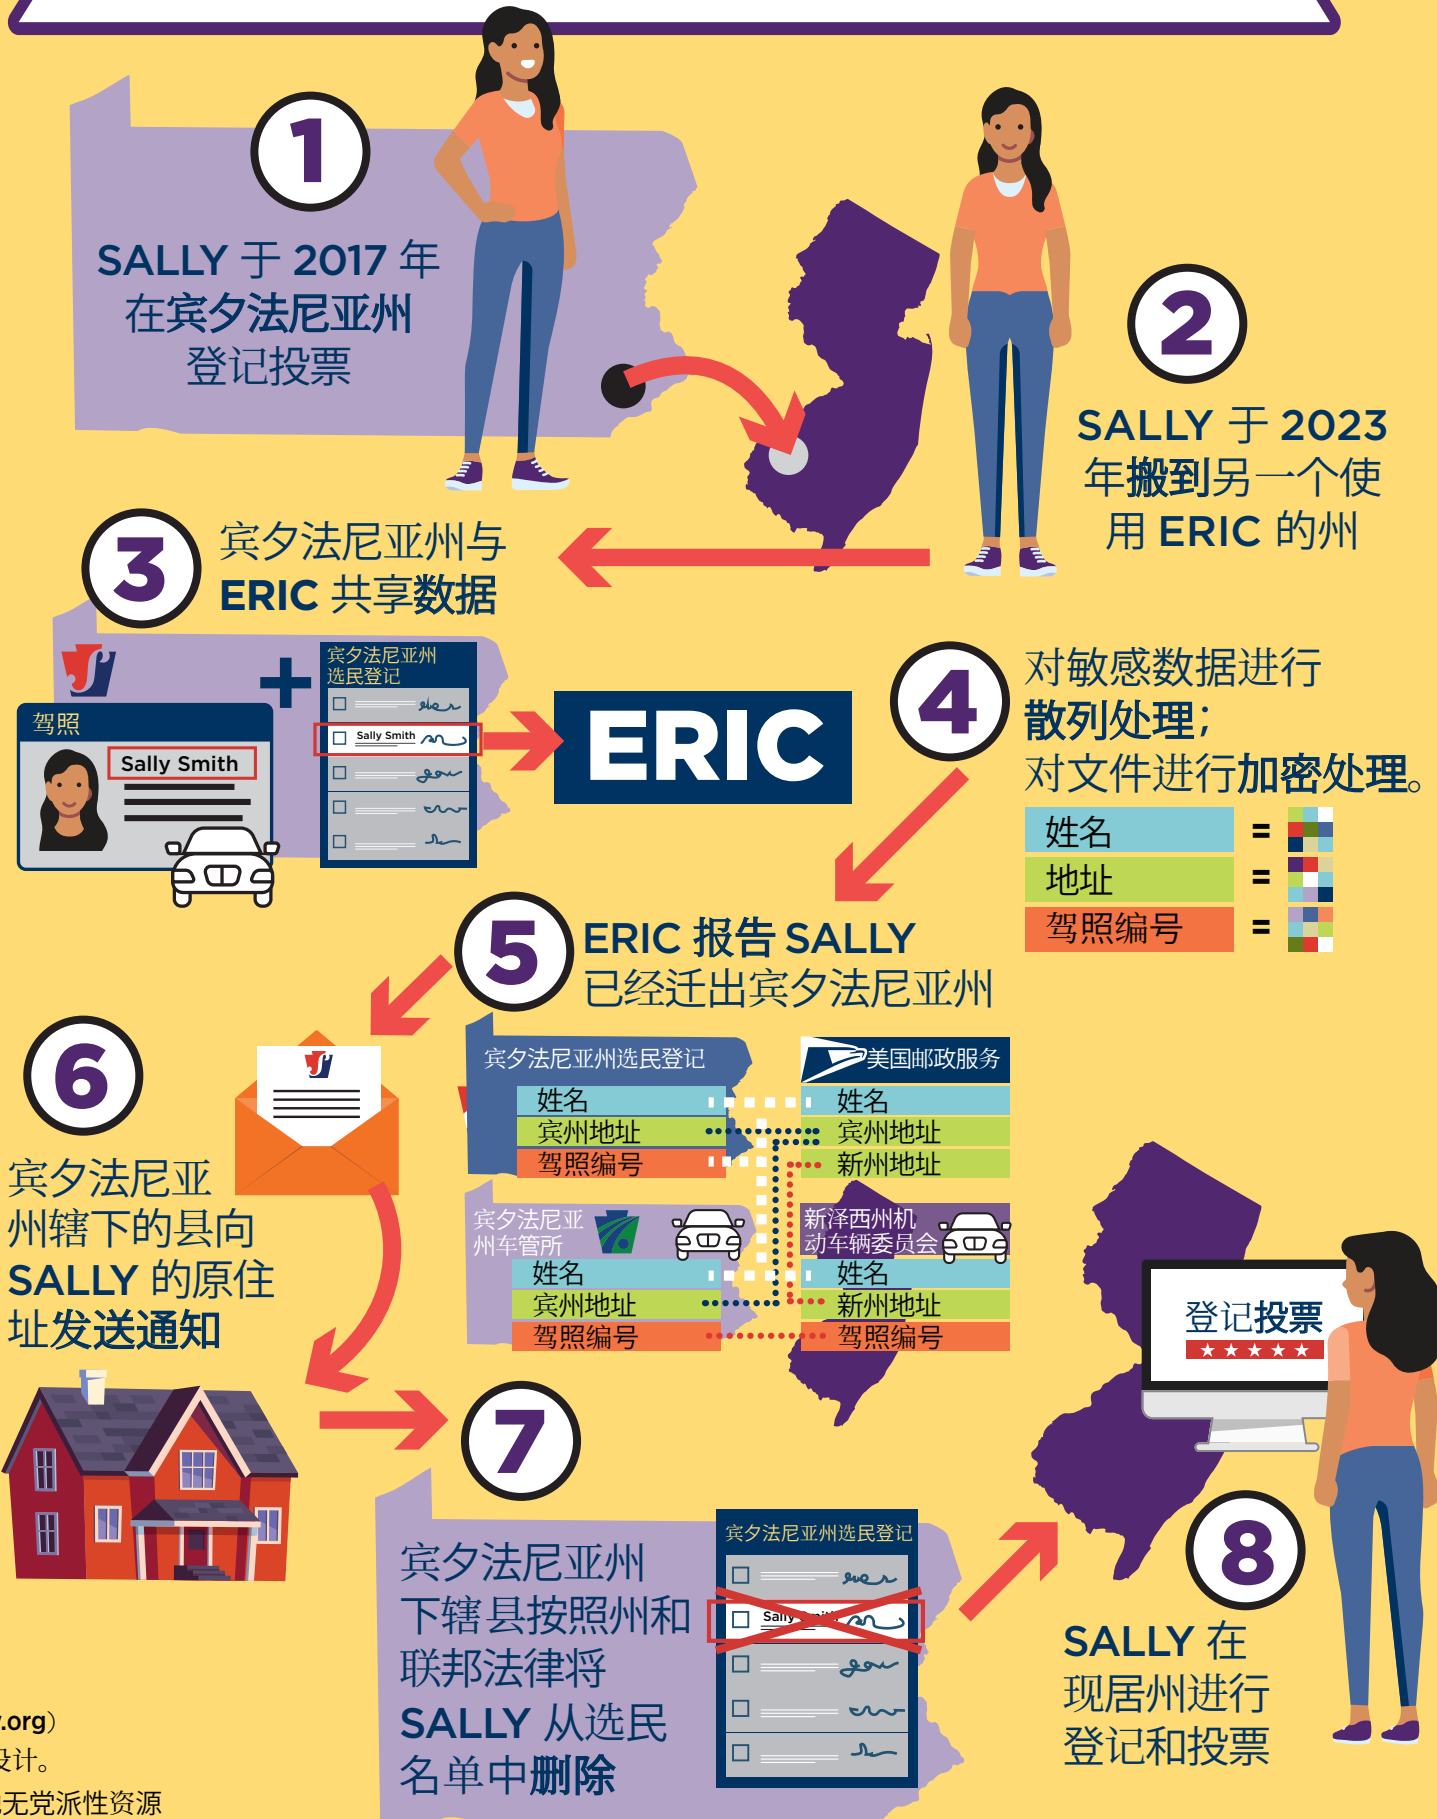 1
SALLY 于 2017 年
在宾夕法尼亚州
登记投票
2
SALLY 于 2023
年搬到另一个使
用 ERIC 的州
3
宾夕法尼亚州与
ERIC 共享数据
驾照
Sally Smith
+
宾夕法尼亚州
选民登记
Sally Smith
ERIC
4
对敏感数据进行
散列处理；
对文件进行加密处理。
姓名 =
地址 =
驾照编号 =
5
ERIC 报告 SALLY
已经迁出宾夕法尼亚州
宾夕法尼亚州选民登记
姓名
宾州地址
驾照编号
美国邮政服务
姓名
宾州地址
新州地址
宾夕法尼亚
州车管所
姓名
宾州地址
驾照编号
新泽西州机
动车辆委员会
姓名
新州地址
驾照编号
6
宾夕法尼亚
州辖下的县向
SALLY 的原住
址发送通知
7
宾夕法尼亚州
下辖县按照州和
联邦法律将
SALLY 从选民
名单中删除
宾夕法尼亚州选民登记
Sally Smith
登记投票
8
SALLY 在
现居州进行
登记和投票
.org）
设计。
无党派性资源